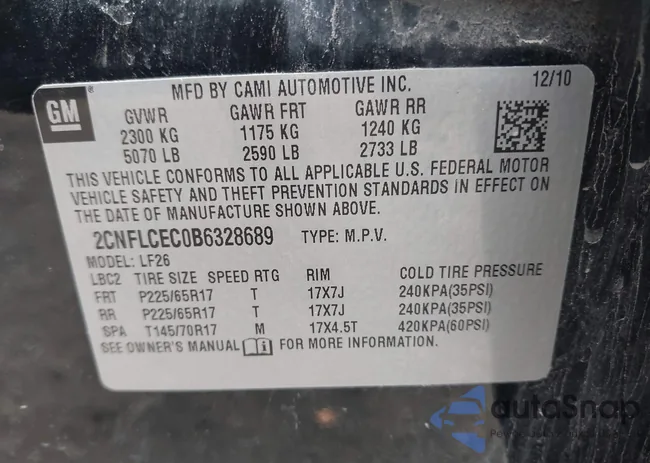 GM
MFD BY CAMI AUTOMOTIVE INC. 12/10
GVWR GAWR FRT GAWR RR
2300 KG 1175 KG 1240 KG
5070 LB 2590 LB 2733 LB
THIS VEHICLE CONFORMS TO ALL APPLICABLE U.S. FEDERAL MOTOR
VEHICLE SAFETY AND THEFT PREVENTION STANDARDS IN EFFECT ON
THE DATE OF MANUFACTURE SHOWN ABOVE.
2CNFLCEC0B6328689 TYPE: M.P.V.
MODEL: LF26
LBC2 TIRE SIZE SPEED RTG RIM COLD TIRE PRESSURE
FRT P225/65R17 T 17X7J 240KPA(35PSI)
RR P225/65R17 T 17X7J 240KPA(35PSI)
SPA T145/70R17 M 17X4.5T 420KPA(60PSI)
SEE OWNER'S MANUAL FOR MORE INFORMATION.
autoSnap